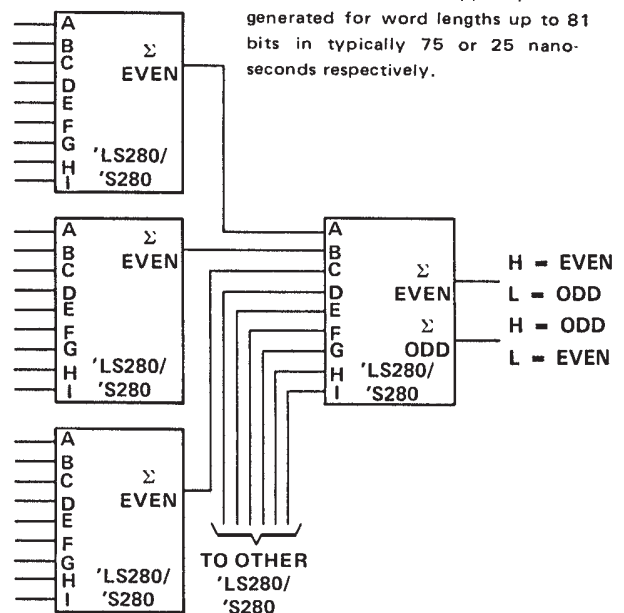 generated for word lengths up to 81
bits in typically 75 or 25 nano-
seconds respectively.
A
B
C
D
E
F
G
H
I
Σ
EVEN
'LS280/
'S280
A
B
C
D
E
F
G
H
I
Σ
EVEN
'LS280/
'S280
A
B
C
D
E
F
G
H
I
Σ
EVEN
'LS280/
'S280
A
B
C
D
E
F
G
H
I
Σ
EVEN
Σ
ODD
'LS280/
'S280
H = EVEN
L = ODD
H = ODD
L = EVEN
TO OTHER
'LS280/
'S280